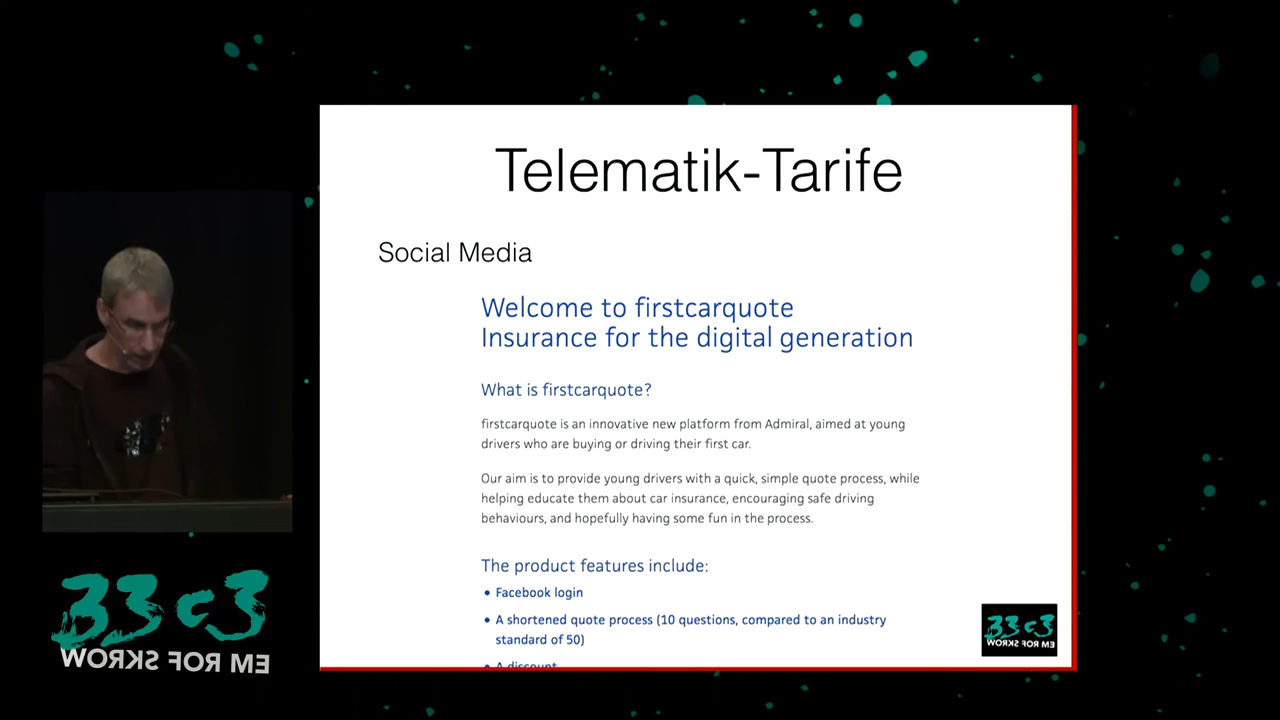 Telematik-Tarife
Social Media
Welcome to firstcarquote
Insurance for the digital generation
What is firstcarquote?
firstcarquote is an innovative new platform from Admiral, aimed at young
drivers who are buying or driving their first car.
Our aim is to provide young drivers with a quick, simple quote process, while
helping educate them about car insurance, encouraging safe driving
behaviours, and hopefully having some fun in the process.
The product features include:
• Facebook login
• A shortened quote process (10 questions, compared to an industry
standard of 50)
• A discount
33c3
WORKS FOR ME
33c3
WORKS FOR ME